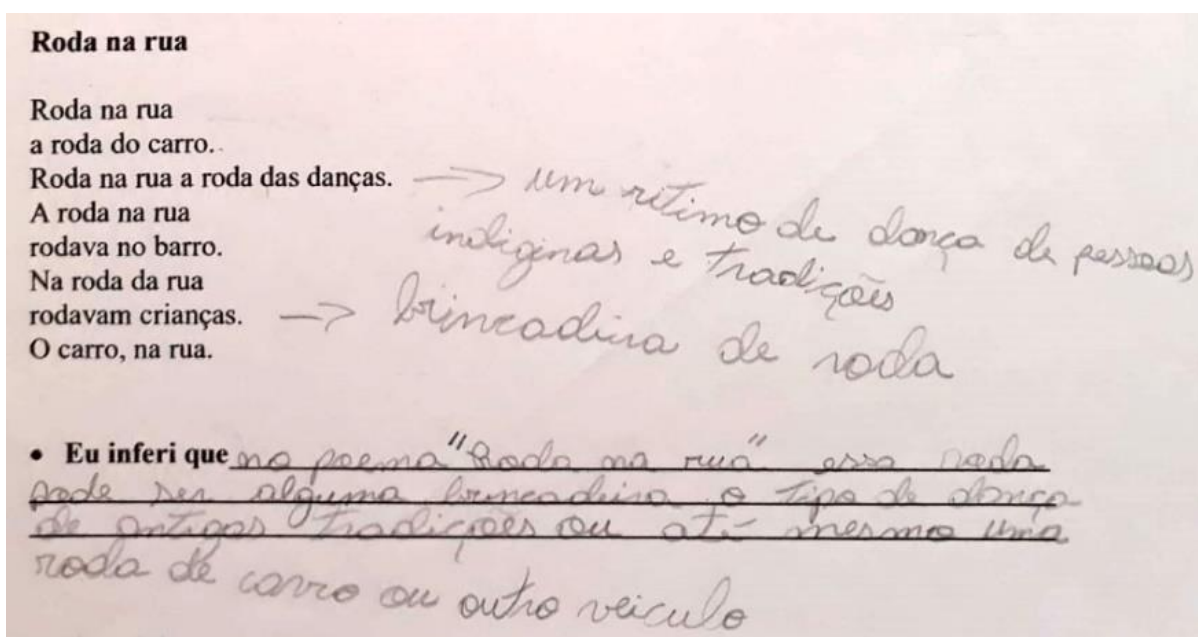 Roda na rua
Roda na rua
a roda do carro.
Roda na rua a roda das danças. → um ritimo de dança de pessoas
indiginas e tradições
A roda na rua
rodava no barro.
Na roda da rua
rodavam crianças. → brincadeira de roda
O carro, na rua.
• Eu inferi que no poema "Roda na rua" essa roda
pode ser alguma brincadeira o tipo de dança
de antigas tradições ou até mesmo uma
roda de carro ou outro veiculo